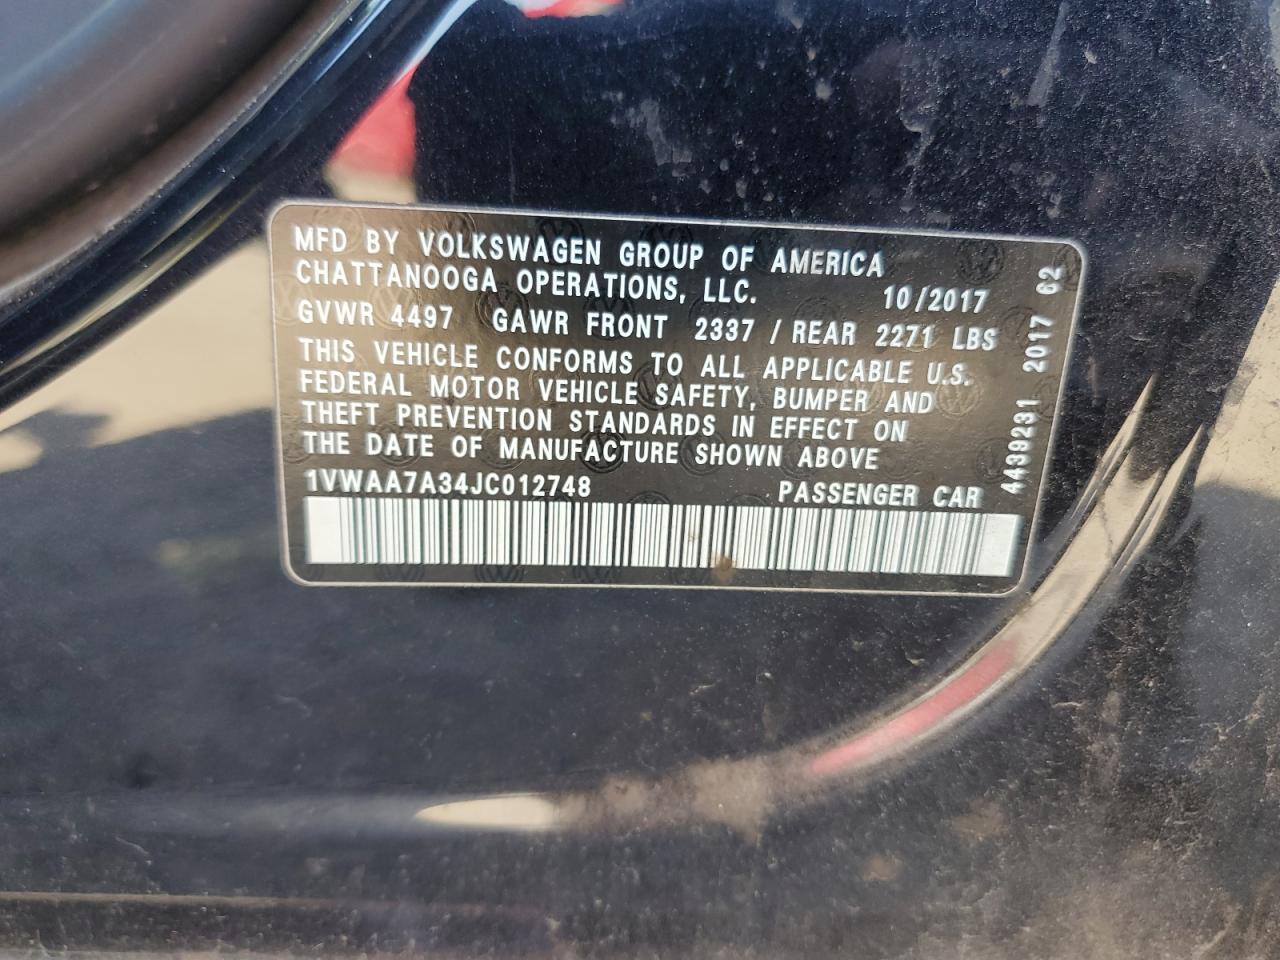 MFD BY VOLKSWAGEN GROUP OF AMERICA
CHATTANOOGA OPERATIONS, LLC. 10/2017
GVWR 4497 GAWR FRONT 2337 / REAR 2271 LBS
THIS VEHICLE CONFORMS TO ALL APPLICABLE U.S.
FEDERAL MOTOR VEHICLE SAFETY, BUMPER AND
THEFT PREVENTION STANDARDS IN EFFECT ON
THE DATE OF MANUFACTURE SHOWN ABOVE
1VWAA7A34JC012748 PASSENGER CAR
4439231 2017 62